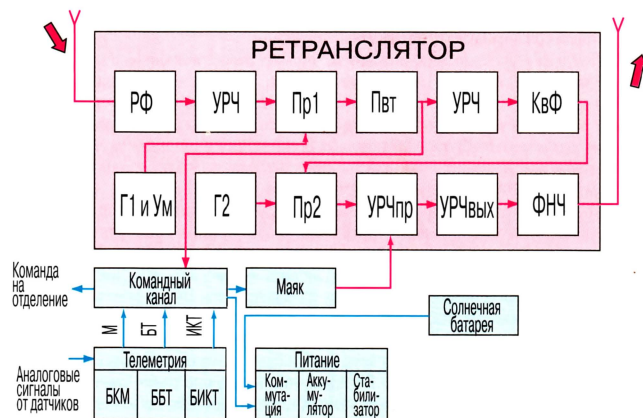 РЕТРАНСЛЯТОР
РФ
УРЧ
Пр1
Пвт
УРЧ
КвФ
Г1 и Ум
Г2
Пр2
УРЧпр
УРЧвых
ФНЧ
Команда
на
отделение
Командный
канал
Маяк
Солнечная
батарея
М
БТ
ИКТ
Аналоговые
сигналы
от датчиков
Телеметрия
БКМ
ББТ
БИКТ
Питание
Ком-
мутация
Акку-
му-
лятор
Ста-
били-
затор